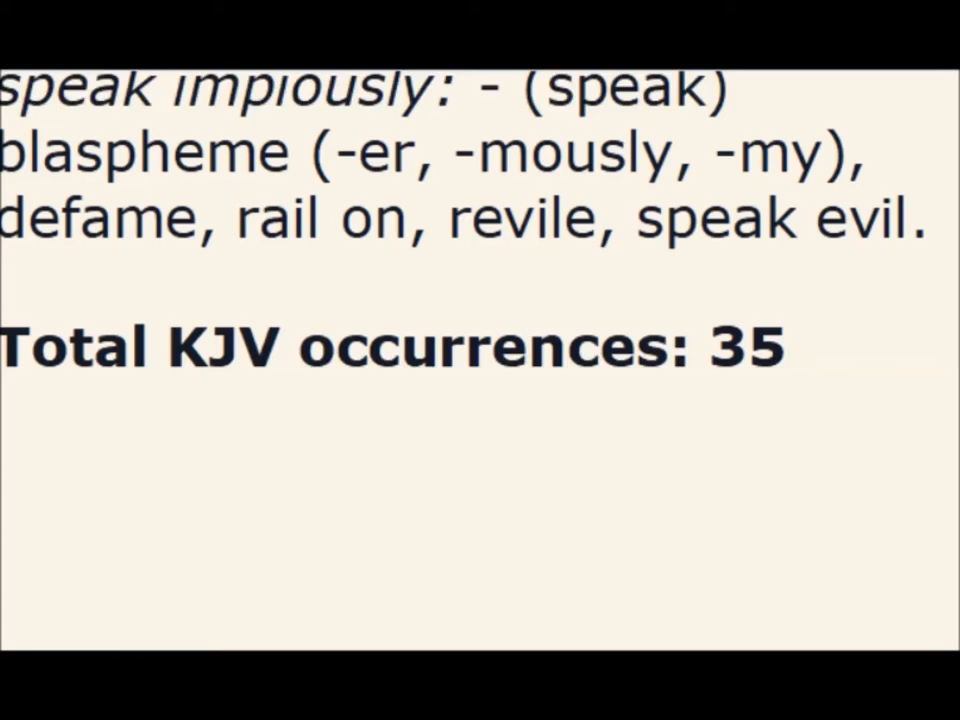 speak impiously: - (speak)
blaspheme (-er, -mously, -my),
defame, rail on, revile, speak evil.
Total KJV occurrences: 35